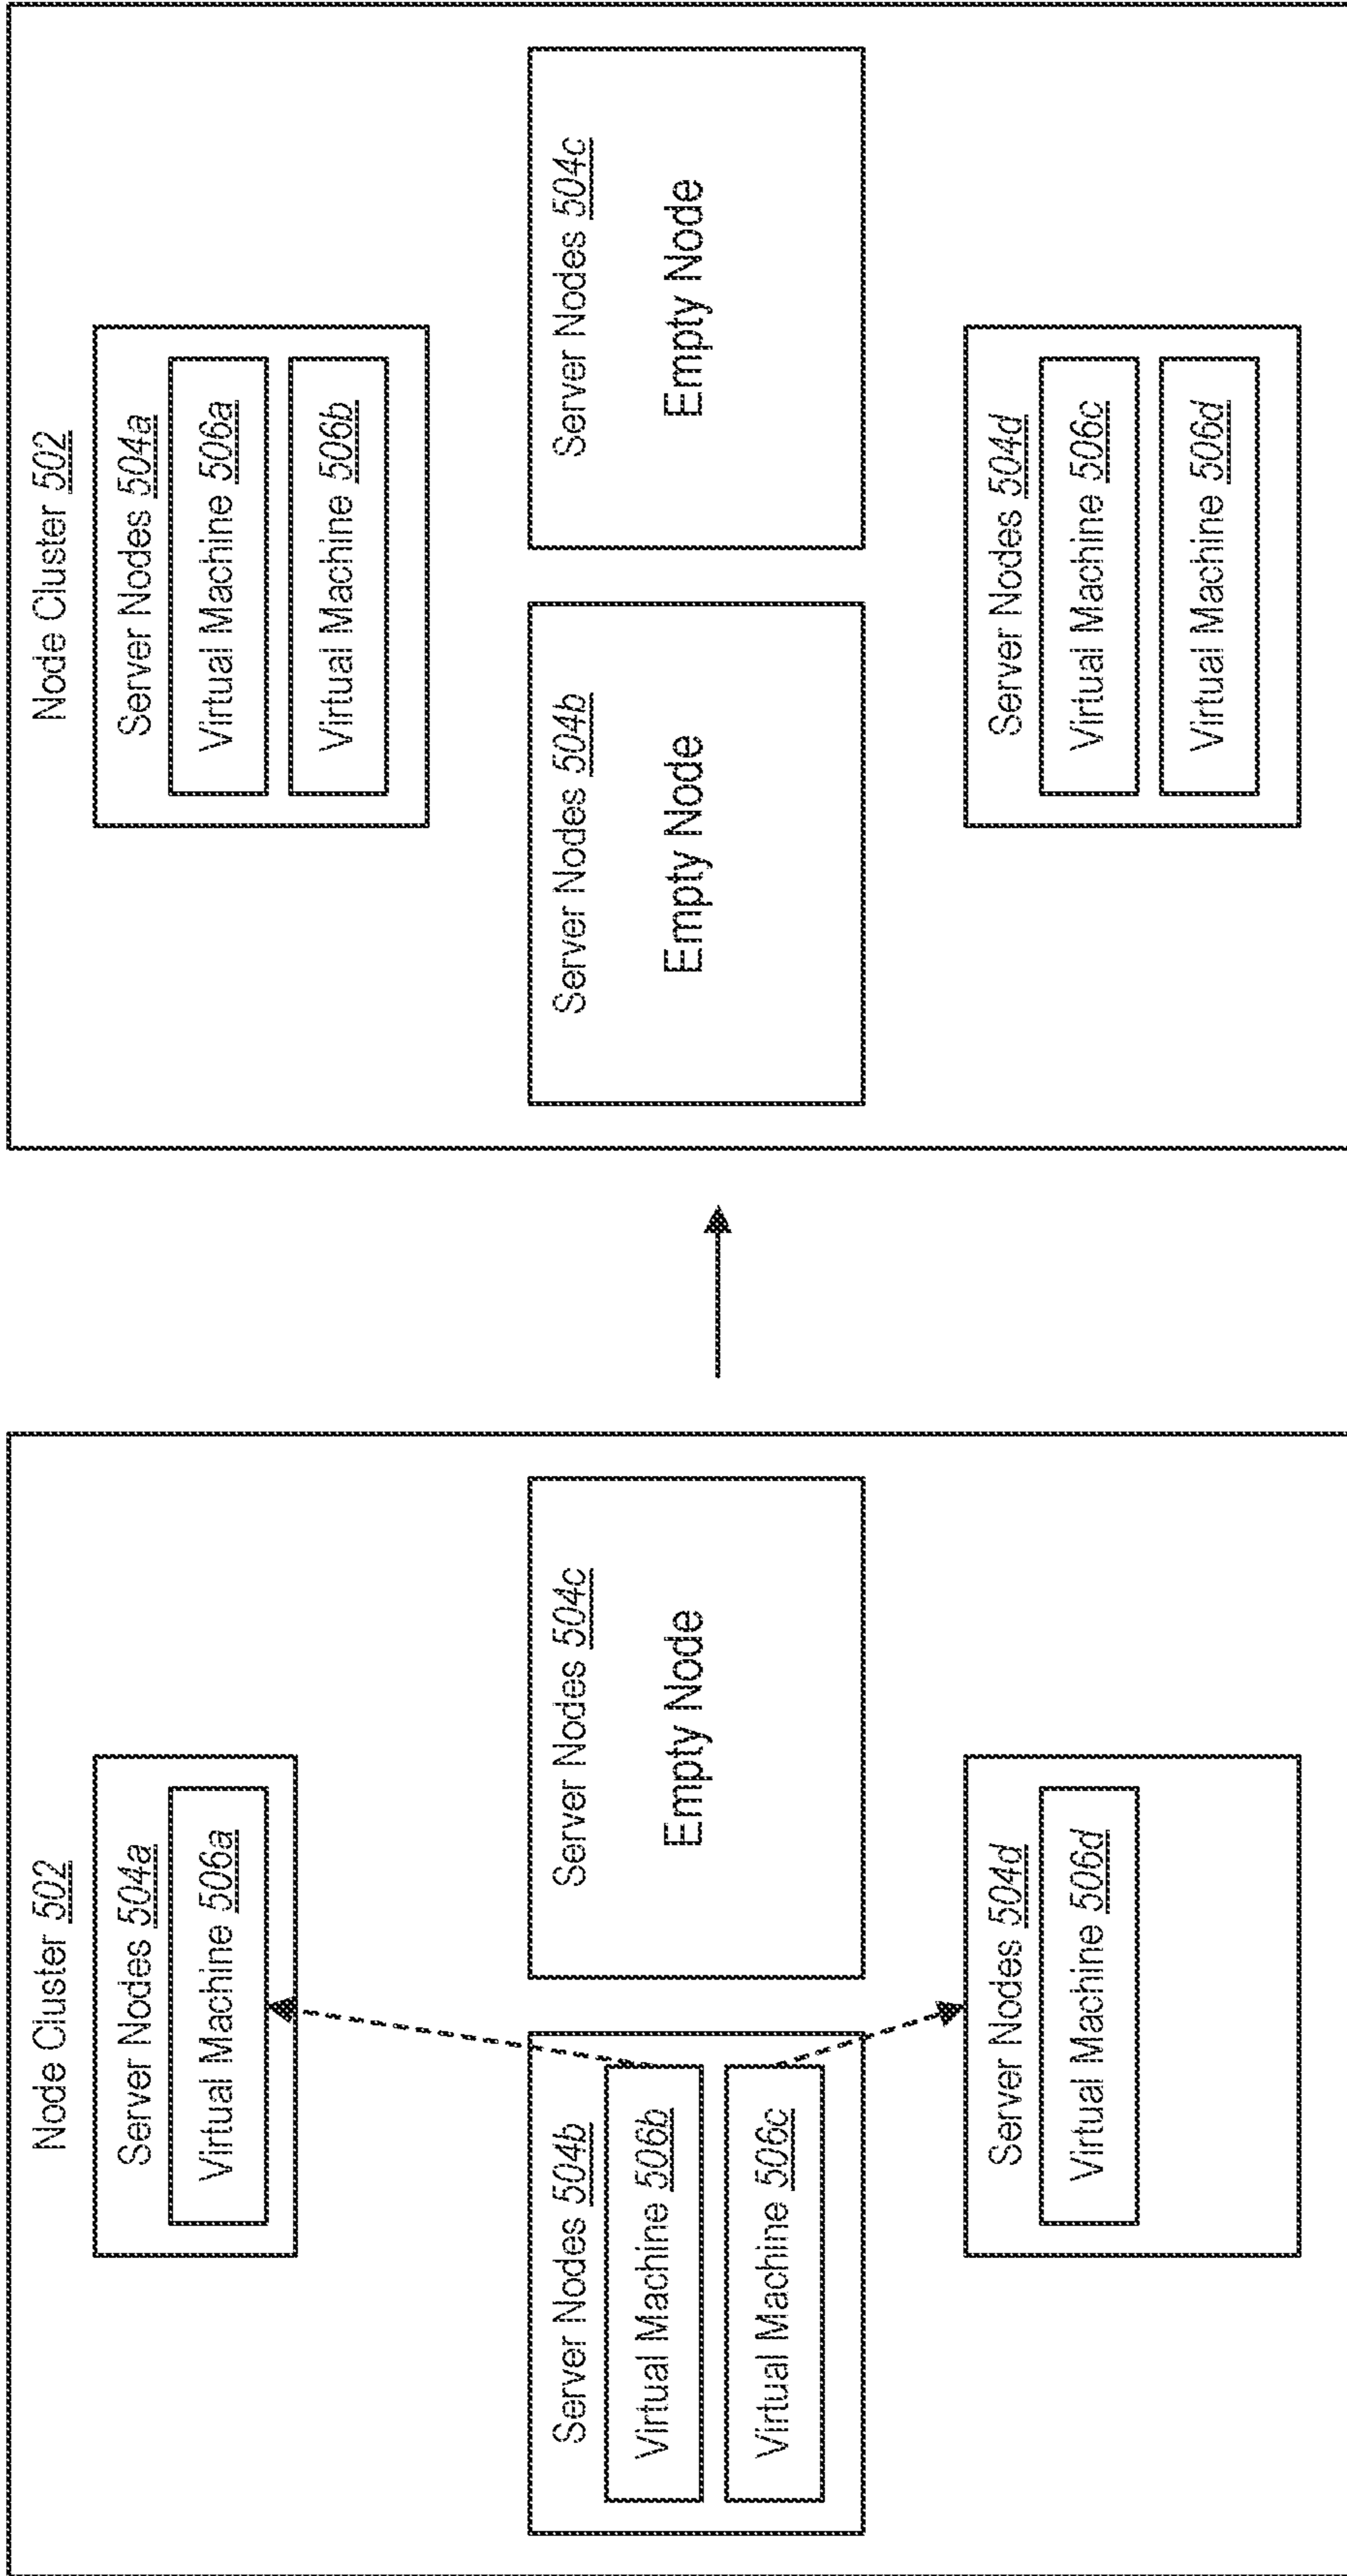 Node Cluster 502
Server Nodes 504a
Virtual Machine 506a
Server Nodes 504b
Virtual Machine 506b
Virtual Machine 506c
Server Nodes 504c
Empty Node
Server Nodes 504d
Virtual Machine 506d
Node Cluster 502
Server Nodes 504a
Virtual Machine 506a
Virtual Machine 506b
Server Nodes 504b
Empty Node
Server Nodes 504c
Empty Node
Server Nodes 504d
Virtual Machine 506c
Virtual Machine 506d